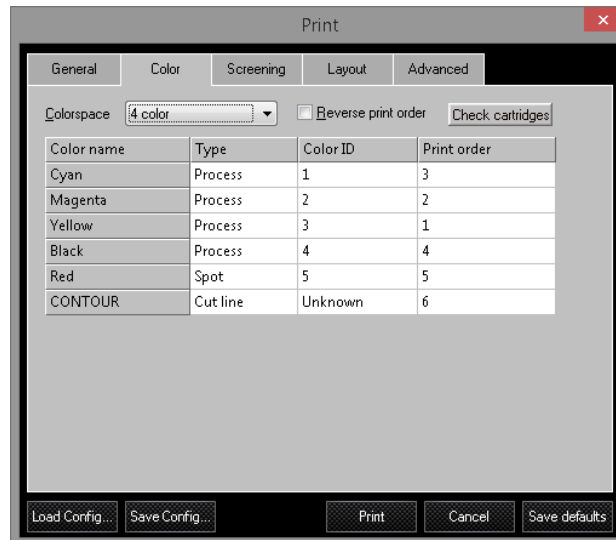 Print
General Color Screening Layout Advanced
Colorspace 4 color Reverse print order Check cartridges
Color name Type Color ID Print order
Cyan Process 1 3
Magenta Process 2 2
Yellow Process 3 1
Black Process 4 4
Red Spot 5 5
CONTOUR Cut line Unknown 6
Load Config... Save Config... Print Cancel Save defaults